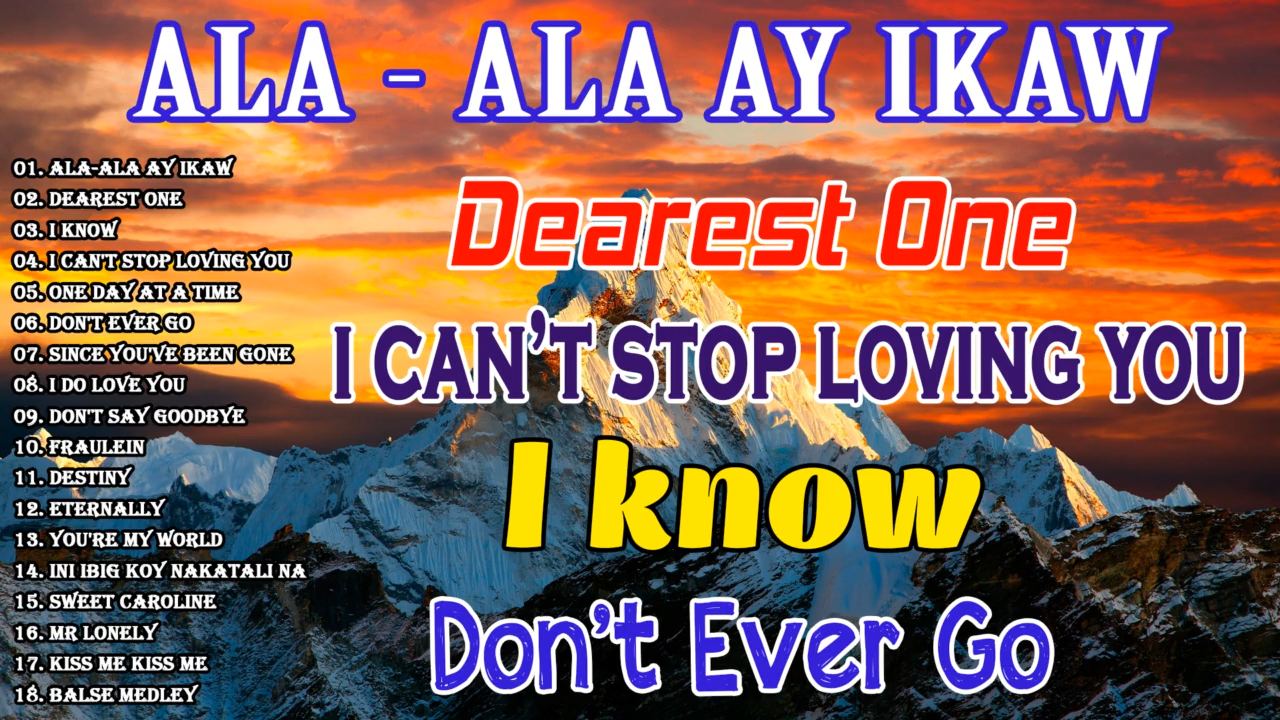 ALA - ALA AY IKAW
01. ALA-ALA AY IKAW
02. DEAREST ONE
03. I KNOW
04. I CAN'T STOP LOVING YOU
05. ONE DAY AT A TIME
06. DON'T EVER GO
07. SINCE YOU'VE BEEN GONE
08. I DO LOVE YOU
09. DON'T SAY GOODBYE
10. FRAULEIN
11. DESTINY
12. ETERNALLY
13. YOU'RE MY WORLD
14. INI IBIG KOY NAKATALI NA
15. SWEET CAROLINE
16. MR LONELY
17. KISS ME KISS ME
18. BALSE MEDLEY
Dearest One
I CAN'T STOP LOVING YOU
I know
Don't Ever Go